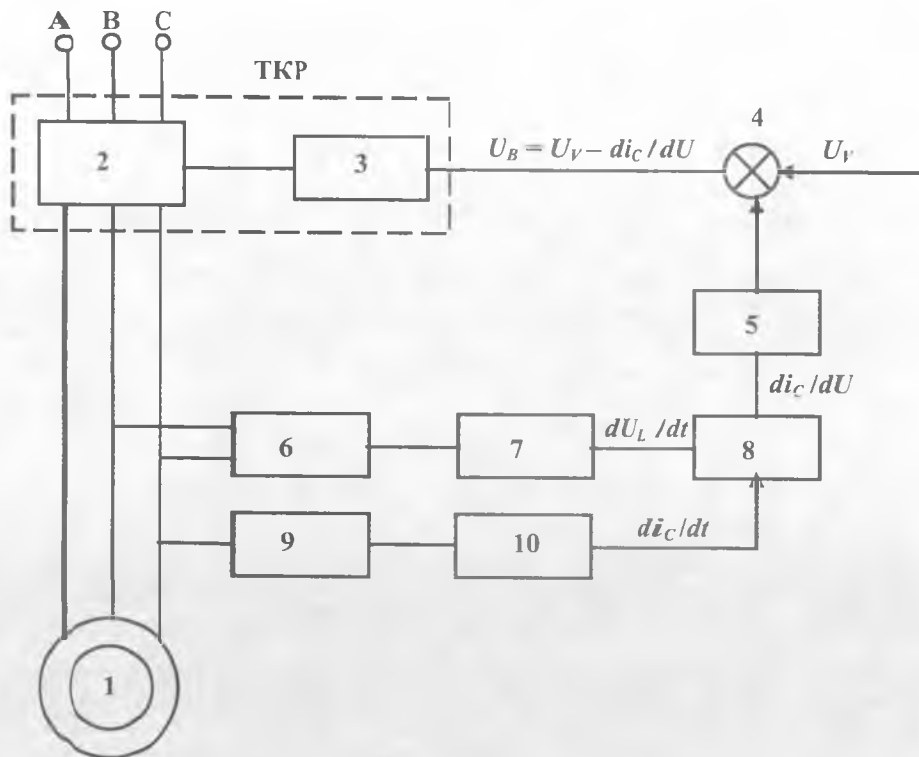 A B C
ТКР
4
2
3
U_B = U_V − di_C / dU
U_V
5
di_C / dU
6
7
dU_L / dt
8
9
10
di_C / dt
1